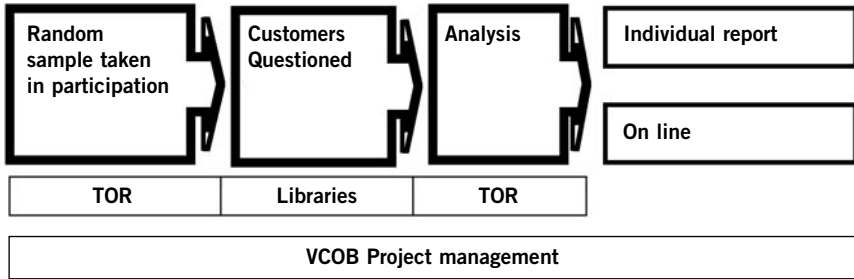 Random
sample taken
in participation
Customers
Questioned
Analysis
Individual report
On line
TOR
Libraries
TOR
VCOB Project management